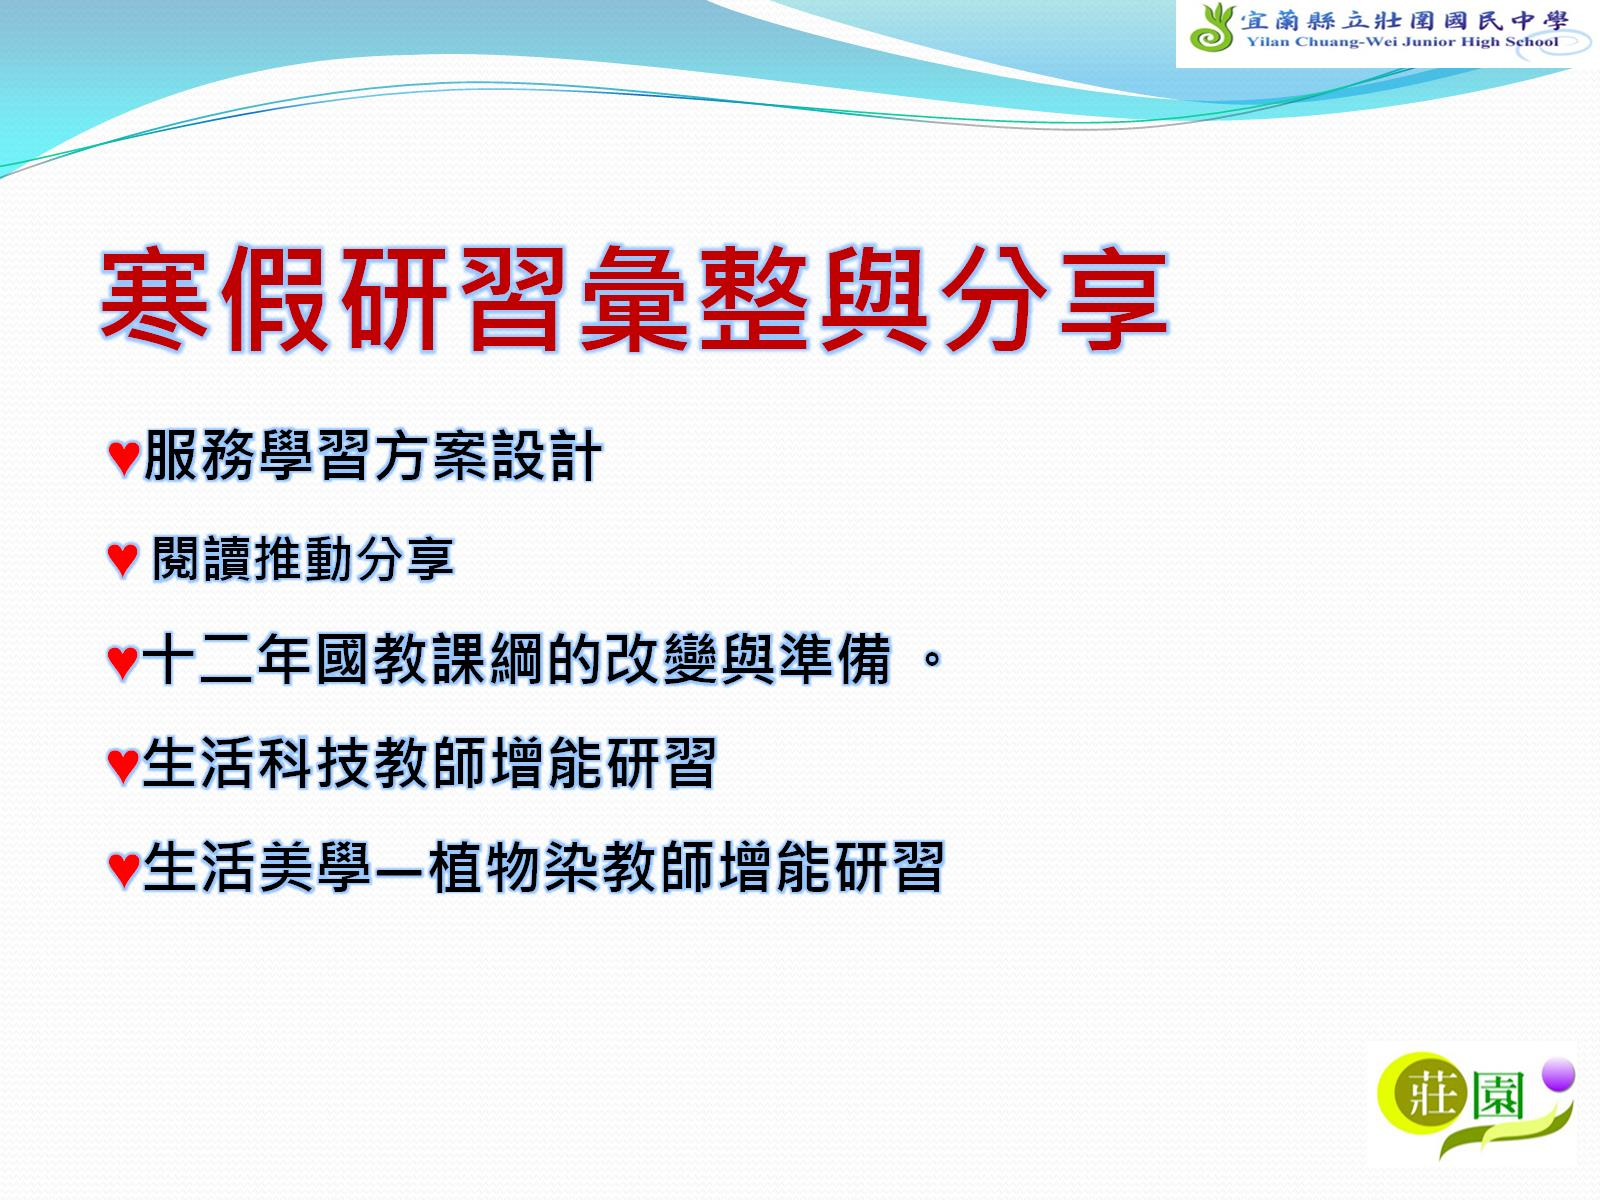 宜蘭縣立壯圍國民中學
Yilan Chuang-Wei Junior High School
寒假研習彙整與分享
♥服務學習方案設計
♥ 閱讀推動分享
♥十二年國教課綱的改變與準備 。
♥生活科技教師增能研習
♥生活美學—植物染教師增能研習
莊園